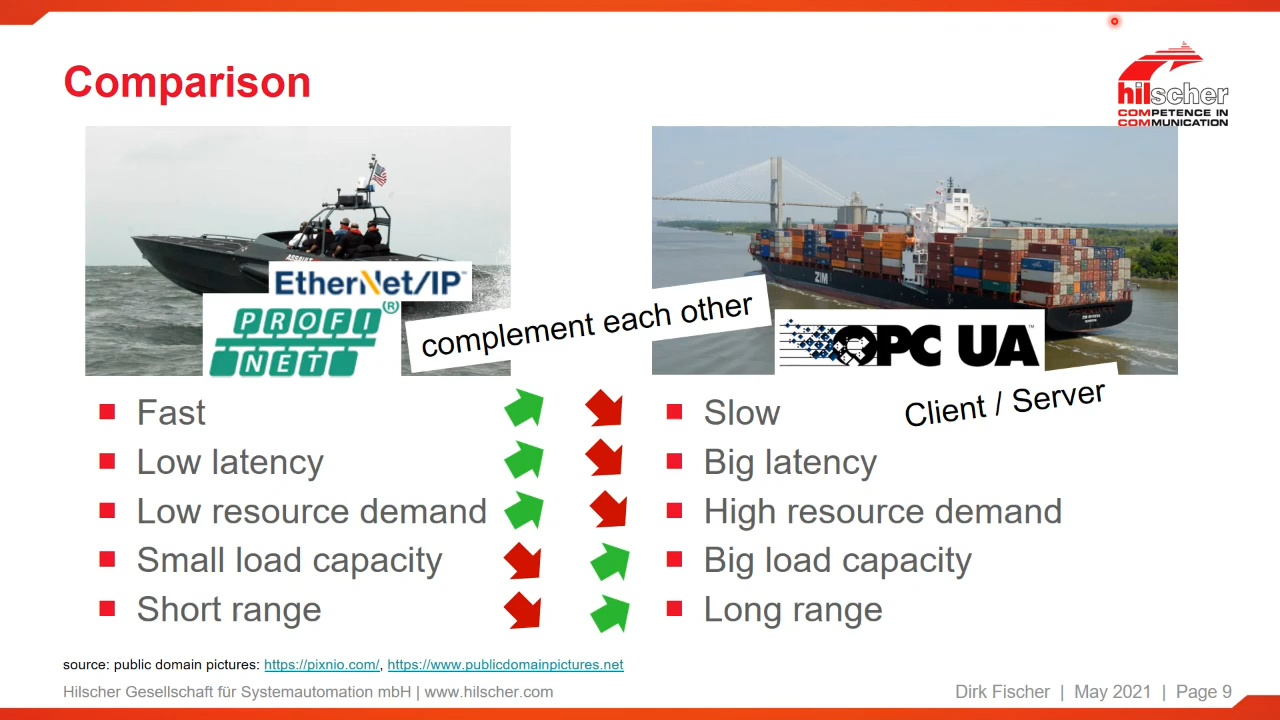 Comparison
hilscher
COMPETENCE IN
COMMUNICATION
EtherNet/IP™
PROFI®
NET
complement each other
ZIM
OPC UA™
Client / Server
Fast
Low latency
Low resource demand
Small load capacity
Short range
Slow
Big latency
High resource demand
Big load capacity
Long range
source: public domain pictures: https://pixnio.com/, https://www.publicdomainpictures.net
Hilscher Gesellschaft für Systemautomation mbH | www.hilscher.com
Dirk Fischer | May 2021 | Page 9